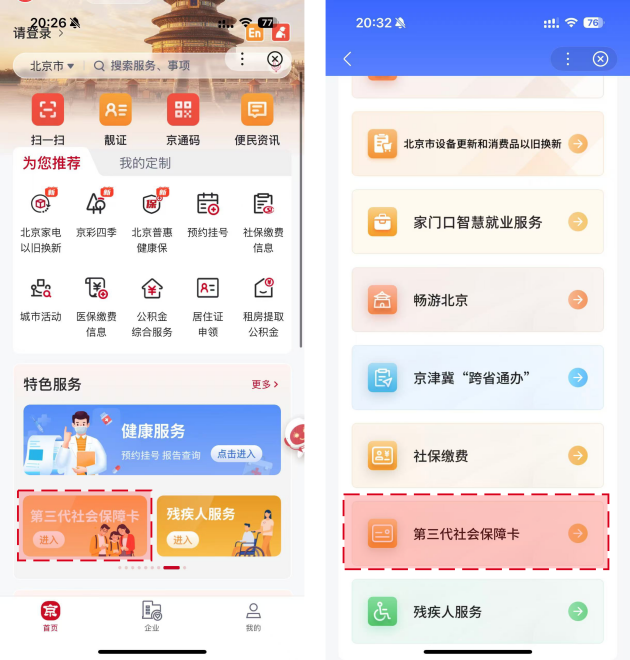 20:26
77
请登录 >
En
北京市
搜索服务、事项
扫一扫
靓证
京通码
便民资讯
为您推荐
我的定制
新
新
新
北京家电
以旧换新
京彩四季
北京普惠
健康保
预约挂号
社保缴费
信息
城市活动
医保缴费
信息
公积金
综合服务
居住证
申领
租房提取
公积金
特色服务
更多 >
健康服务
预约挂号 报告查询
点击进入
第三代社会保障卡
进入
残疾人服务
进入
京
首页
企业
我的
20:32
76
北京市设备更新和消费品以旧换新
家门口智慧就业服务
畅游北京
京津冀“跨省通办”
社保缴费
第三代社会保障卡
残疾人服务